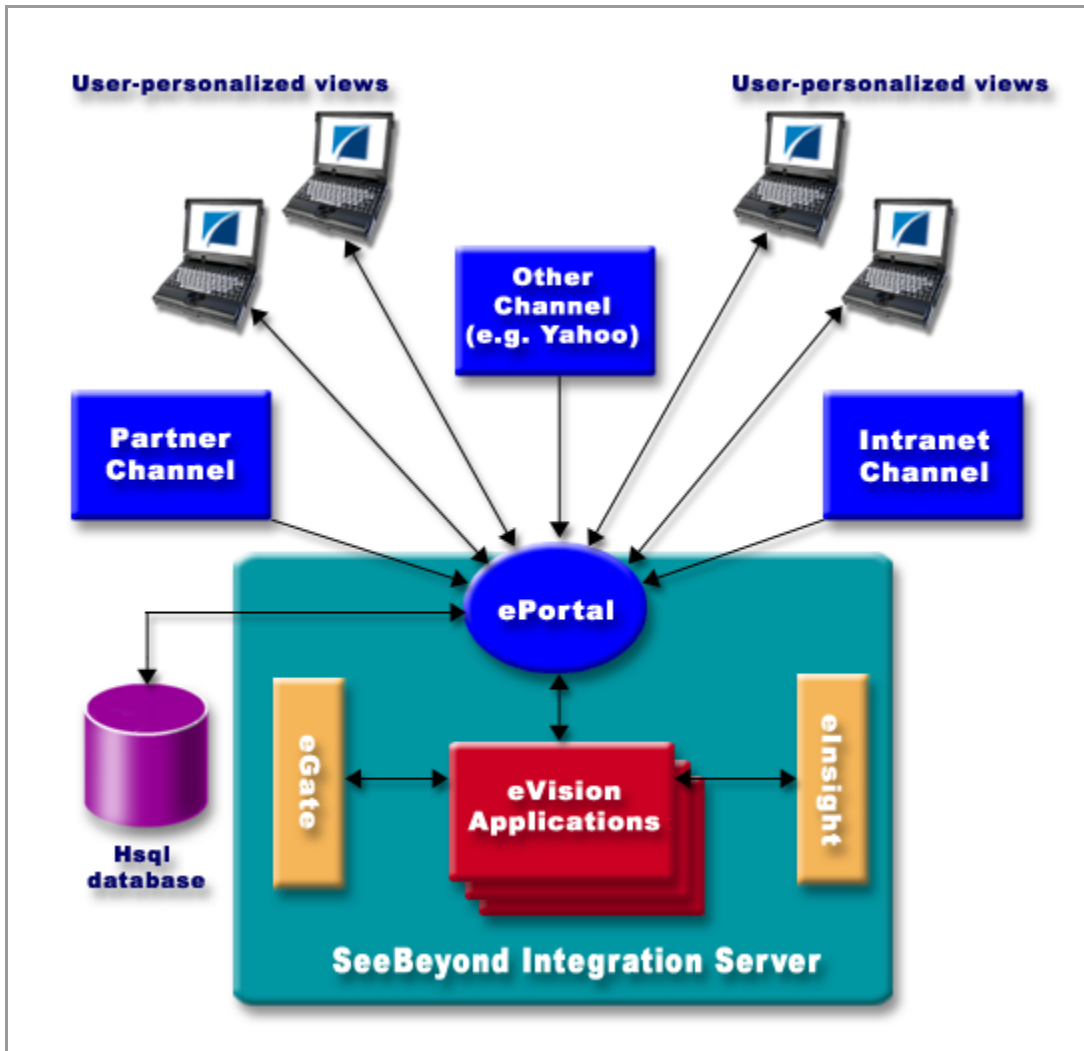 User-personalized views
User-personalized views
Other
Channel
(e.g. Yahoo)
Partner
Channel
Intranet
Channel
ePortal
eGate
eInsight
eVision
Applications
Hsql
database
SeeBeyond Integration Server